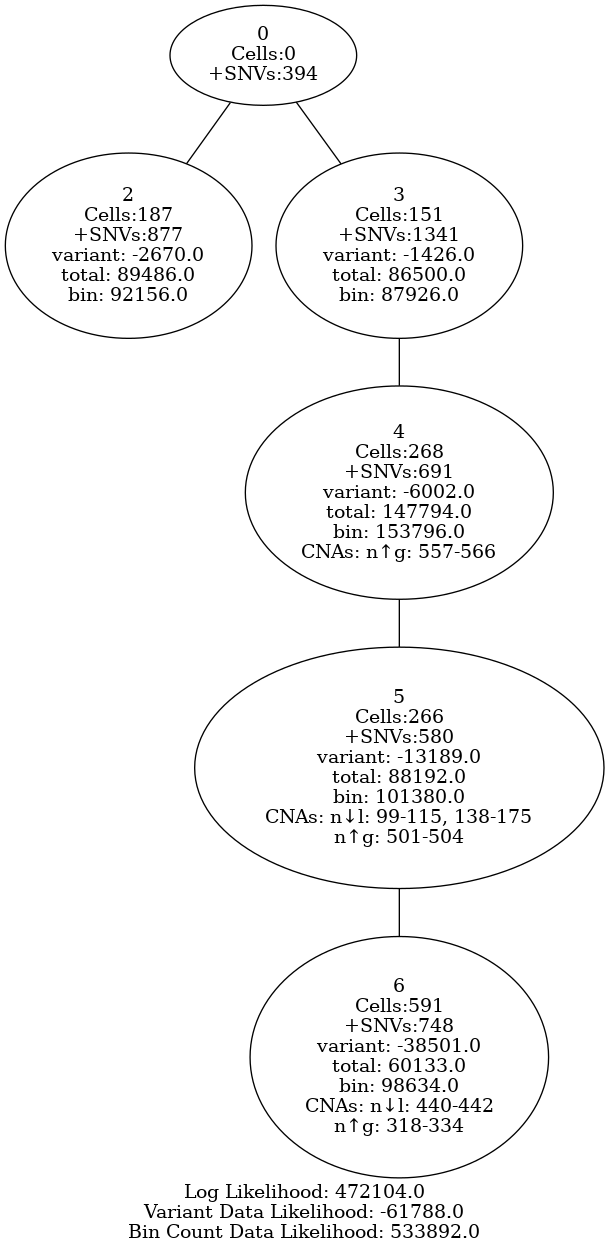 0
Cells:0
+SNVs:394
2
Cells:187
+SNVs:877
variant: -2670.0
total: 89486.0
bin: 92156.0
3
Cells:151
+SNVs:1341
variant: -1426.0
total: 86500.0
bin: 87926.0
4
Cells:268
+SNVs:691
variant: -6002.0
total: 147794.0
bin: 153796.0
CNAs: n↑g: 557-566
5
Cells:266
+SNVs:580
variant: -13189.0
total: 88192.0
bin: 101380.0
CNAs: n↓l: 99-115, 138-175
n↑g: 501-504
6
Cells:591
+SNVs:748
variant: -38501.0
total: 60133.0
bin: 98634.0
CNAs: n↓l: 440-442
n↑g: 318-334
Log Likelihood: 472104.0
Variant Data Likelihood: -61788.0
Bin Count Data Likelihood: 533892.0